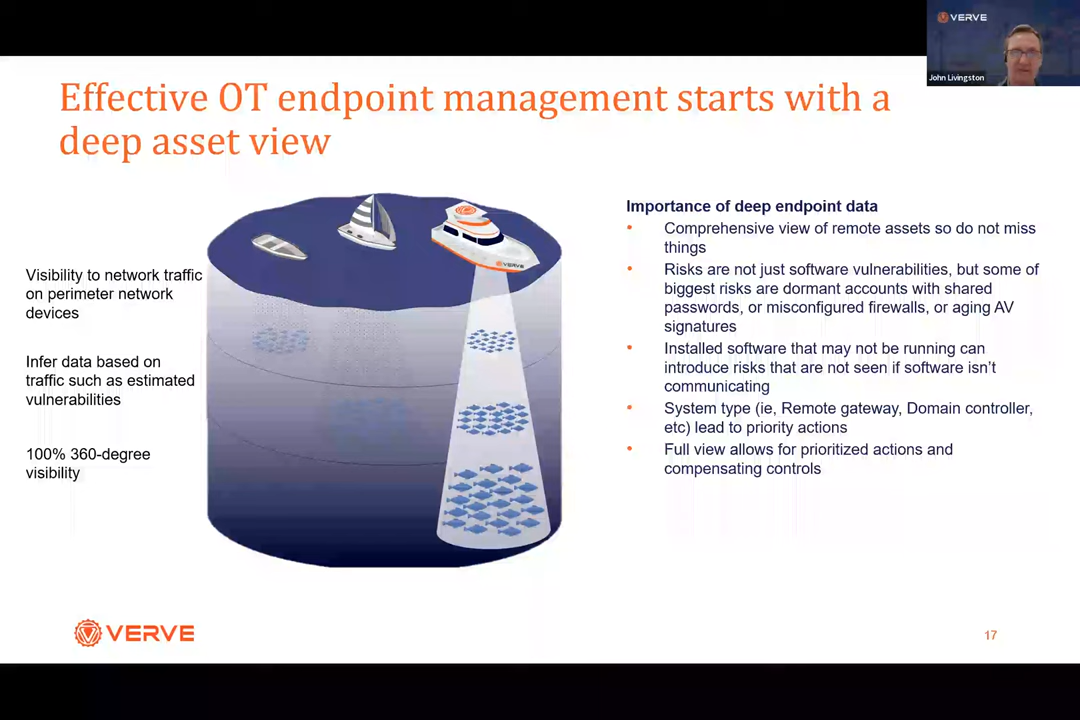 VERVE
John Livingston
Effective OT endpoint management starts with a
deep asset view
Visibility to network traffic
on perimeter network
devices
Infer data based on
traffic such as estimated
vulnerabilities
100% 360-degree
visibility
VERVE
Importance of deep endpoint data
• Comprehensive view of remote assets so do not miss
things
• Risks are not just software vulnerabilities, but some of
biggest risks are dormant accounts with shared
passwords, or misconfigured firewalls, or aging AV
signatures
• Installed software that may not be running can
introduce risks that are not seen if software isn’t
communicating
• System type (ie, Remote gateway, Domain controller,
etc) lead to priority actions
• Full view allows for prioritized actions and
compensating controls
VERVE
17